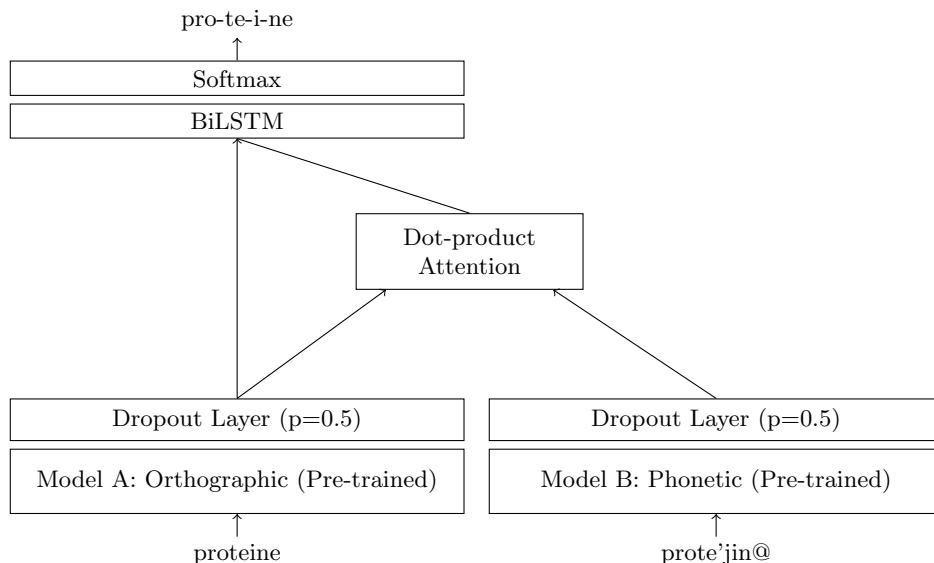 pro-te-i-ne
Softmax
BiLSTM
Dot-product
Attention
Dropout Layer (p=0.5)
Dropout Layer (p=0.5)
Model A: Orthographic (Pre-trained)
Model B: Phonetic (Pre-trained)
proteine
prote’jin@